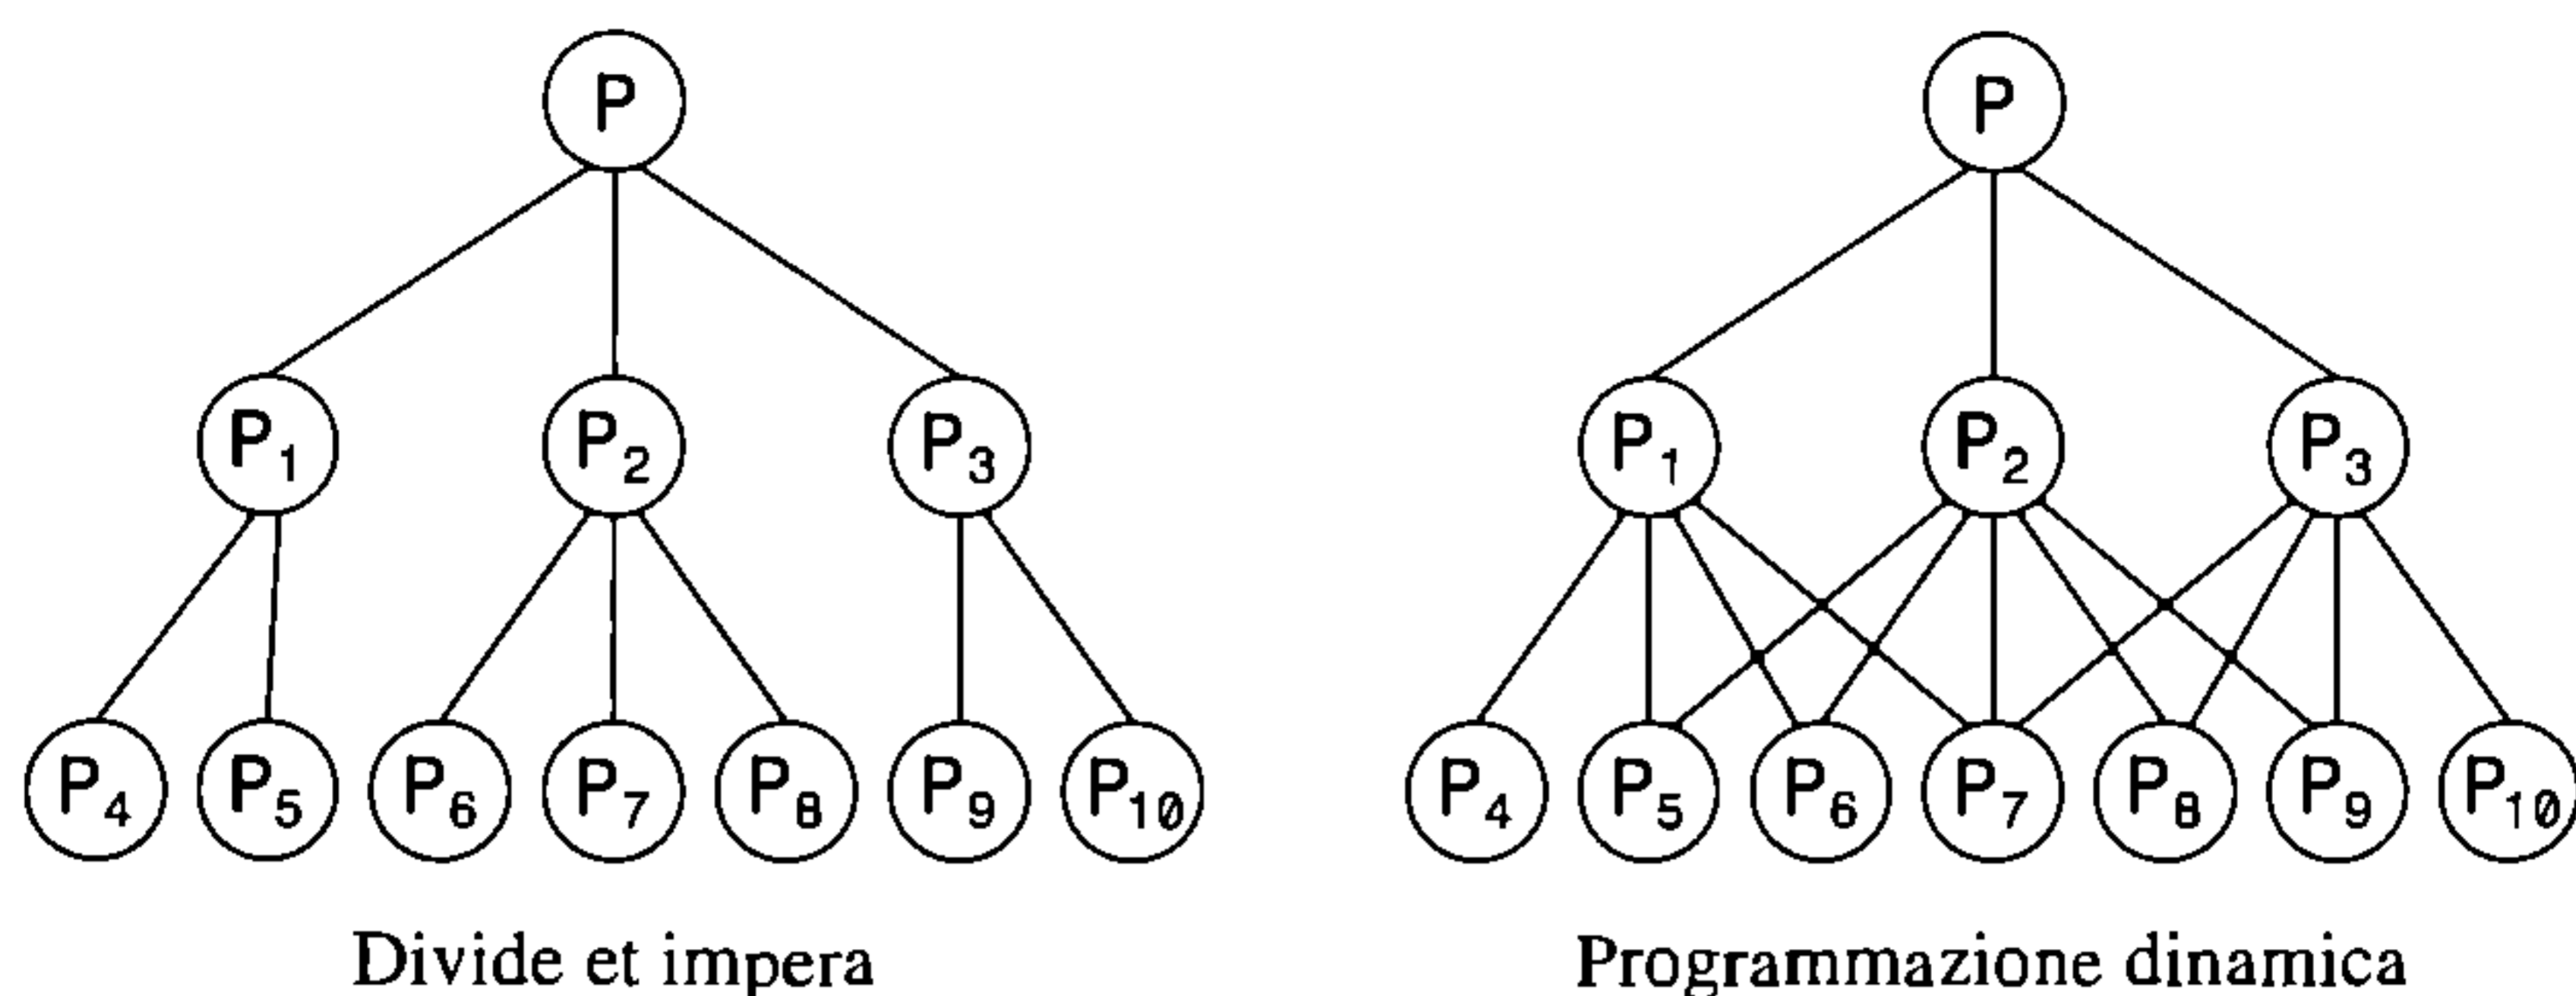 P
P1 P2 P3
P4 P5 P6 P7 P8 P9 P10
Divide et impera
P
P1 P2 P3
P4 P5 P6 P7 P8 P9 P10
Programmazione dinamica